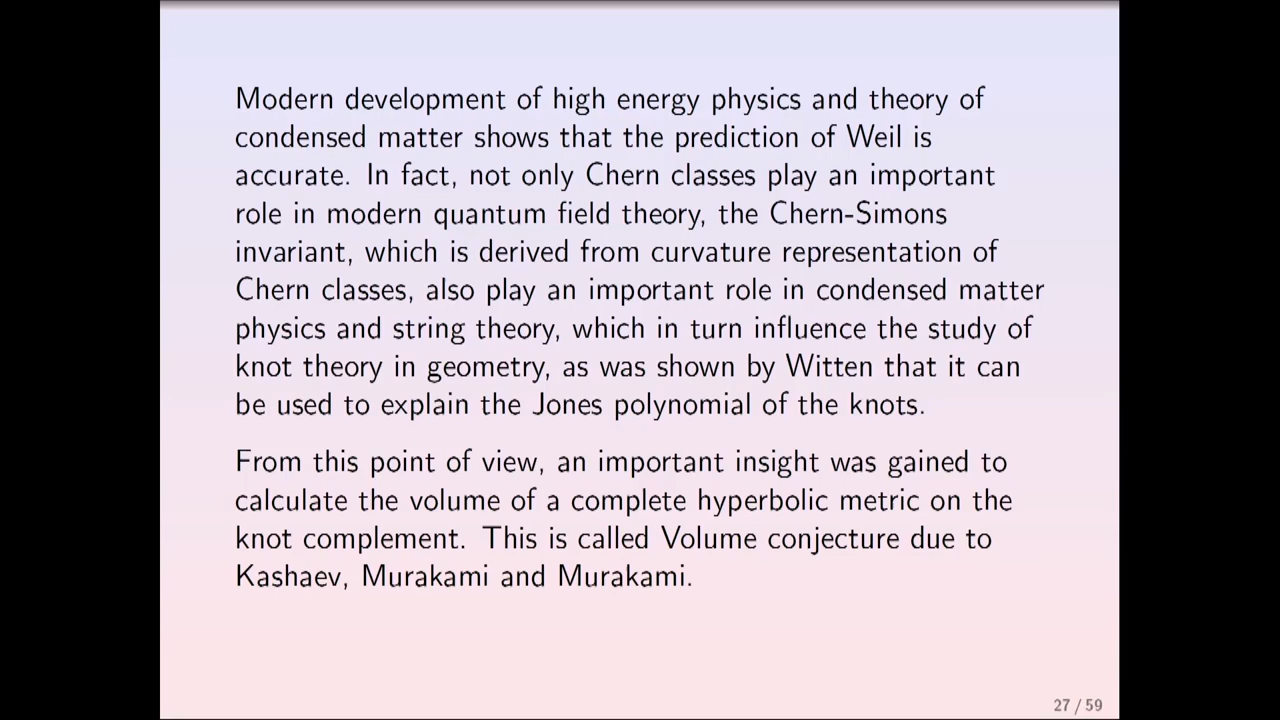 Modern development of high energy physics and theory of
condensed matter shows that the prediction of Weil is
accurate. In fact, not only Chern classes play an important
role in modern quantum field theory, the Chern-Simons
invariant, which is derived from curvature representation of
Chern classes, also play an important role in condensed matter
physics and string theory, which in turn influence the study of
knot theory in geometry, as was shown by Witten that it can
be used to explain the Jones polynomial of the knots.
From this point of view, an important insight was gained to
calculate the volume of a complete hyperbolic metric on the
knot complement. This is called Volume conjecture due to
Kashaev, Murakami and Murakami.
27 / 59